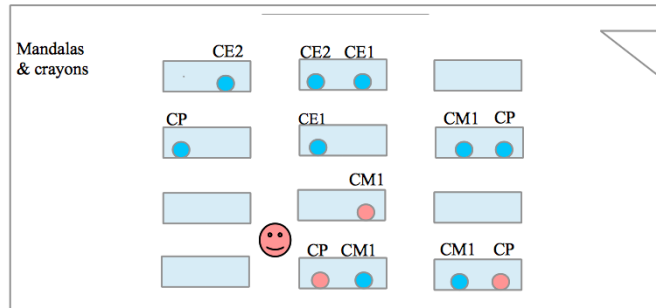 Mandalas
& crayons
CE2
CE2 CE1
CP
CE1
CM1 CP
CM1
CP CM1
CM1 CP